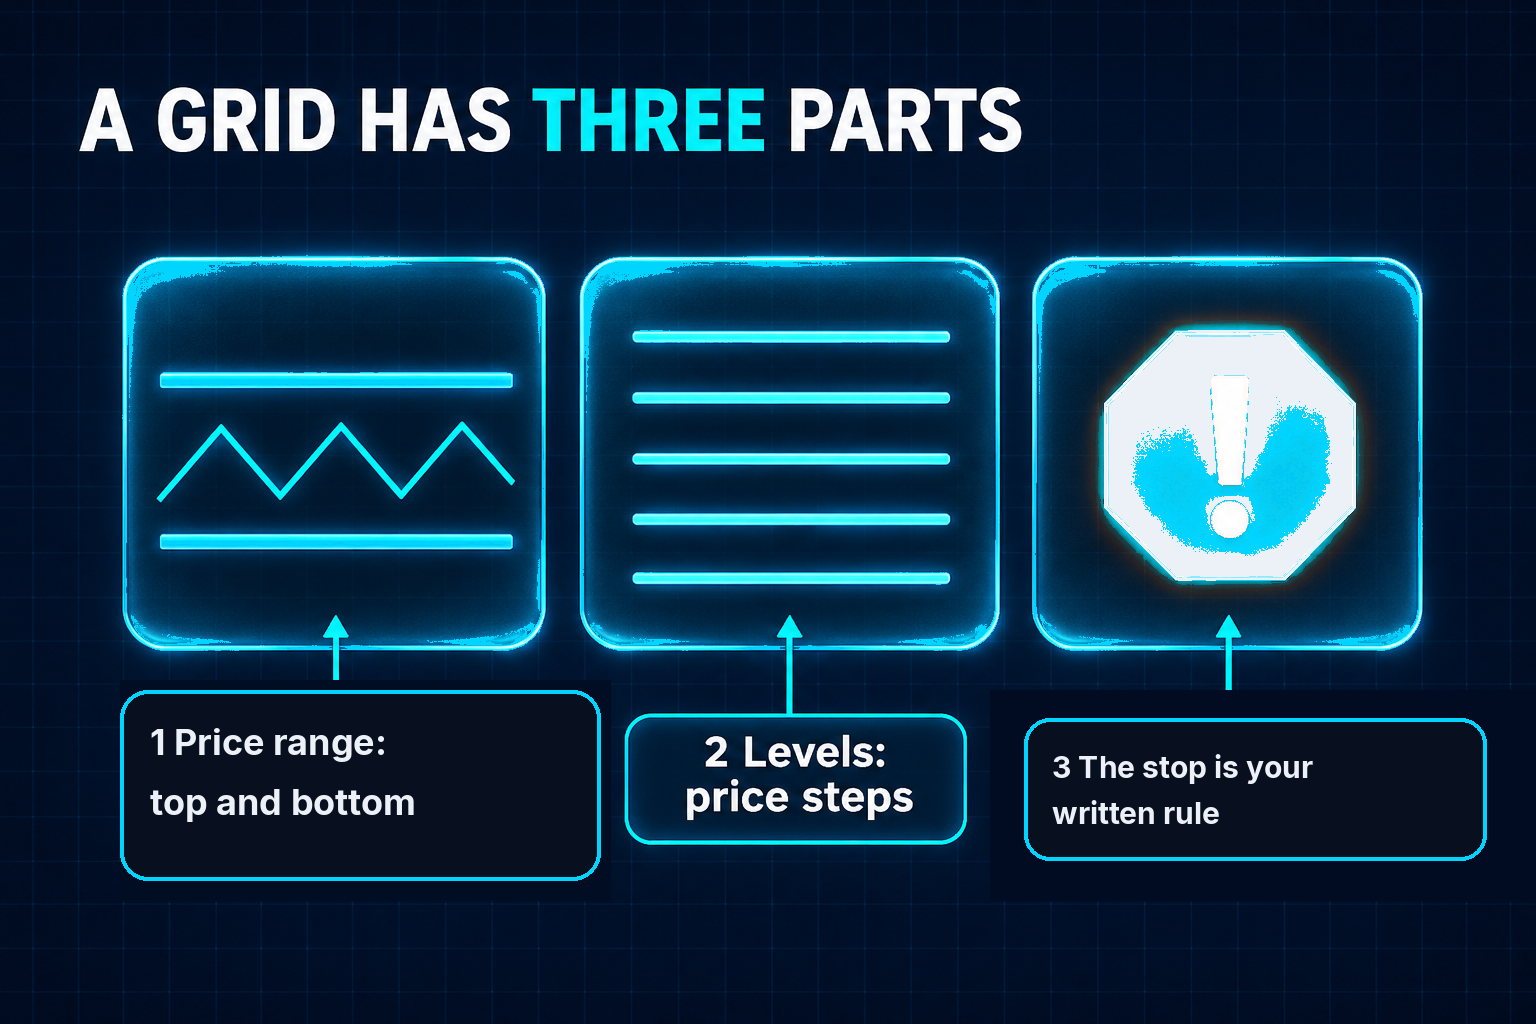 A GRID HAS THREE PARTS
1 Price range:
top and bottom
2 Levels:
price steps
3 The stop is your
written rule